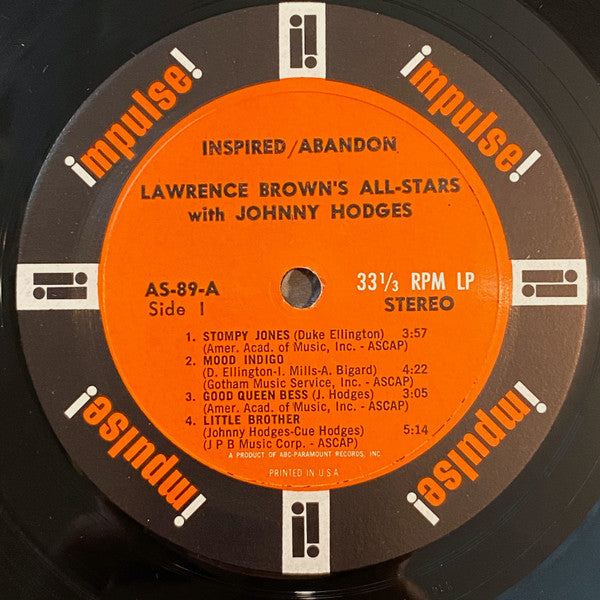 impulse!
i!
impulse!
INSPIRED/ABANDON
LAWRENCE BROWN'S ALL-STARS
with JOHNNY HODGES
i!
i!
AS-89-A
33⅓ RPM LP
Side I
STEREO
1. STOMPY JONES (Duke Ellington) 3:57
(Amer. Acad. of Music, Inc. - ASCAP)
2. MOOD INDIGO
(D. Ellington-I. Mills-A. Bigard) 4:22
(Gotham Music Service, Inc. - ASCAP)
3. GOOD QUEEN BESS (J. Hodges) 3:05
(Amer. Acad. of Music, Inc. - ASCAP)
4. LITTLE BROTHER
(Johnny Hodges-Cue Hodges) 5:14
(J P B Music Corp. - ASCAP)
A PRODUCT OF ABC-PARAMOUNT RECORDS, INC
PRINTED IN U.S.A
impulse!
i!
impulse!